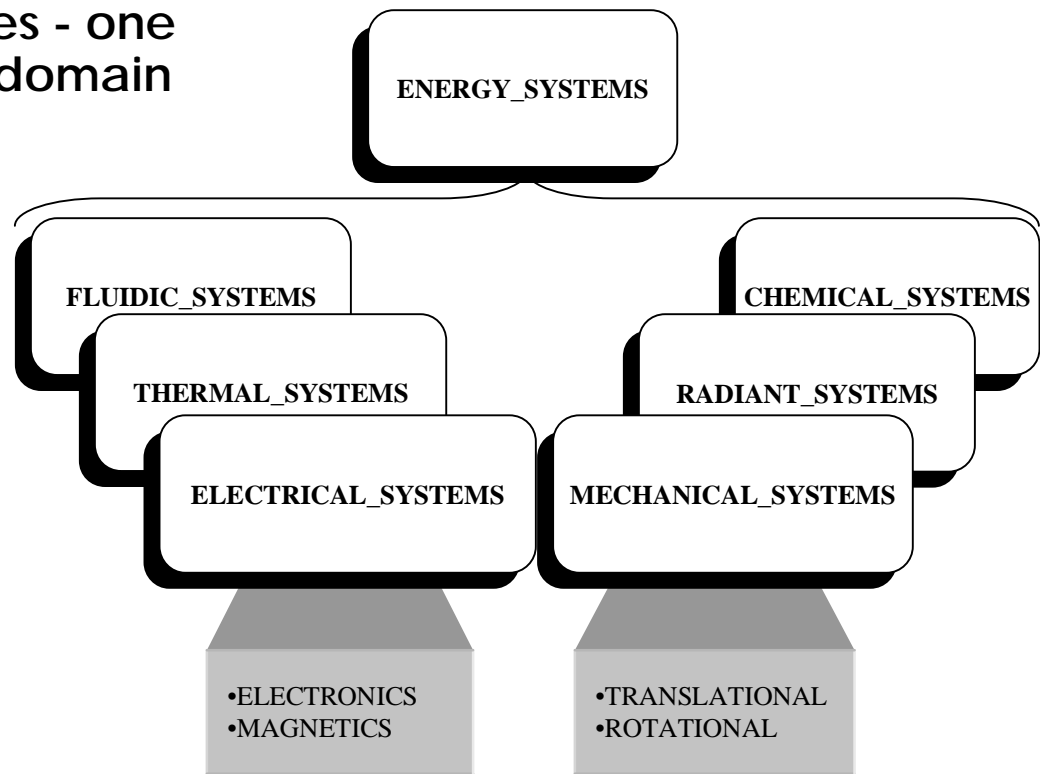 es - one
domain
ENERGY_SYSTEMS
FLUIDIC_SYSTEMS
CHEMICAL_SYSTEMS
THERMAL_SYSTEMS
RADIANT_SYSTEMS
ELECTRICAL_SYSTEMS
MECHANICAL_SYSTEMS
•ELECTRONICS
•MAGNETICS
•TRANSLATIONAL
•ROTATIONAL